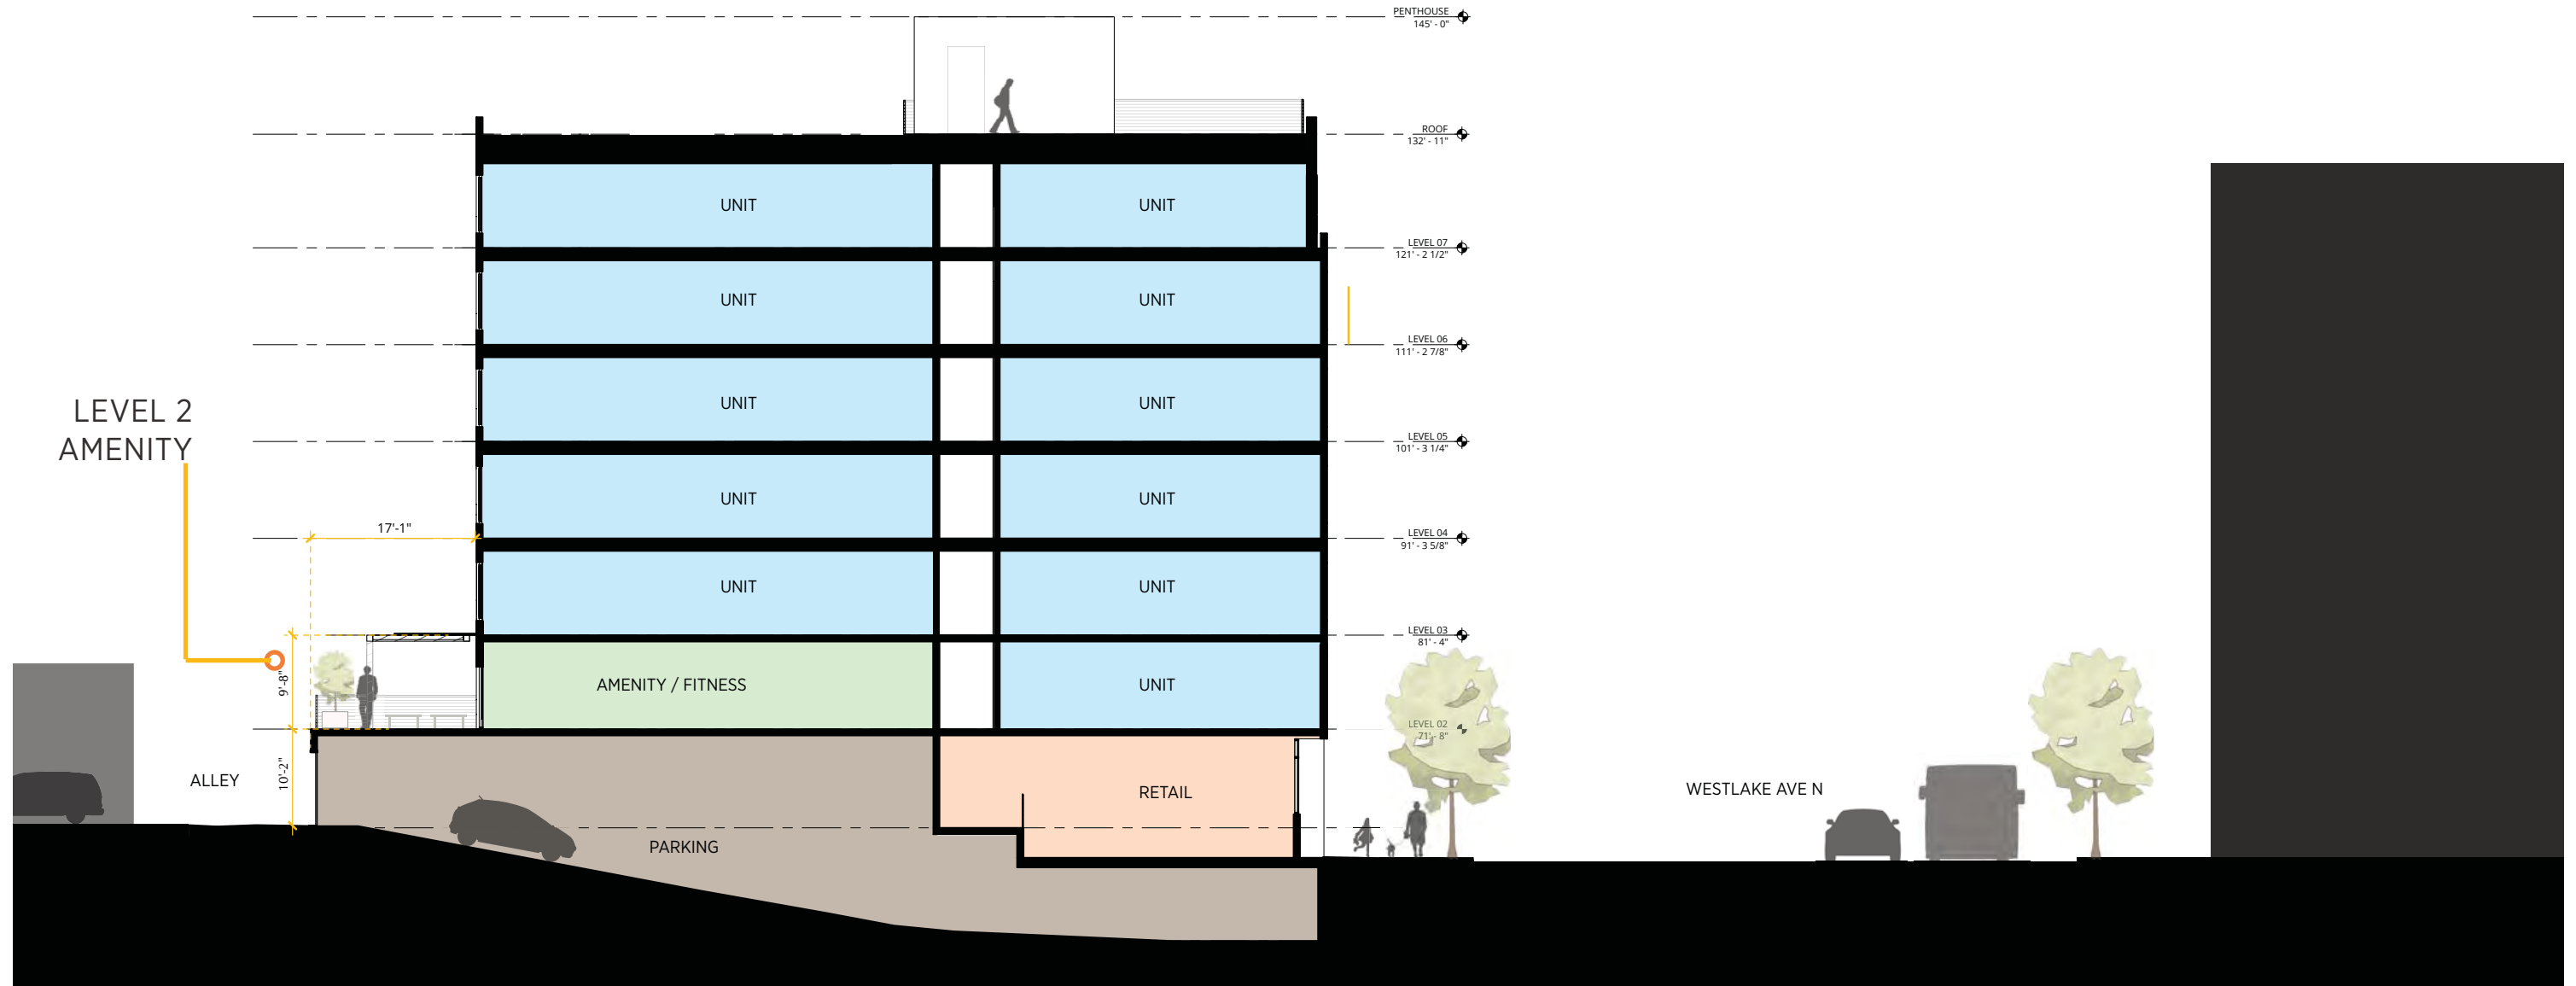 PENTHOUSE
145' - 0"
ROOF
132' - 11"
UNIT
UNIT
LEVEL 07
121' - 2 1/2"
UNIT
UNIT
LEVEL 06
111' - 2 7/8"
LEVEL 2
AMENITY
UNIT
UNIT
LEVEL 05
101' - 3 1/4"
UNIT
UNIT
17'-1"
LEVEL 04
91' - 3 5/8"
UNIT
UNIT
LEVEL 03
81' - 4"
9'-8"
AMENITY / FITNESS
UNIT
LEVEL 02
71' - 8"
ALLEY
10'-2"
RETAIL
WESTLAKE AVE N
PARKING